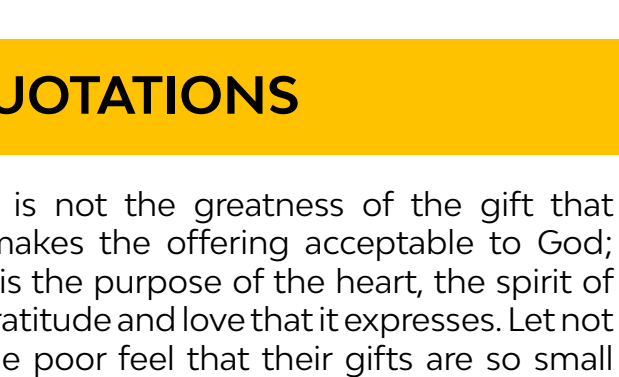 UOTATIONS
is not the greatness of the gift that
makes the offering acceptable to God;
is the purpose of the heart, the spirit of
ratitude and love that it expresses. Let not
e poor feel that their gifts are so small